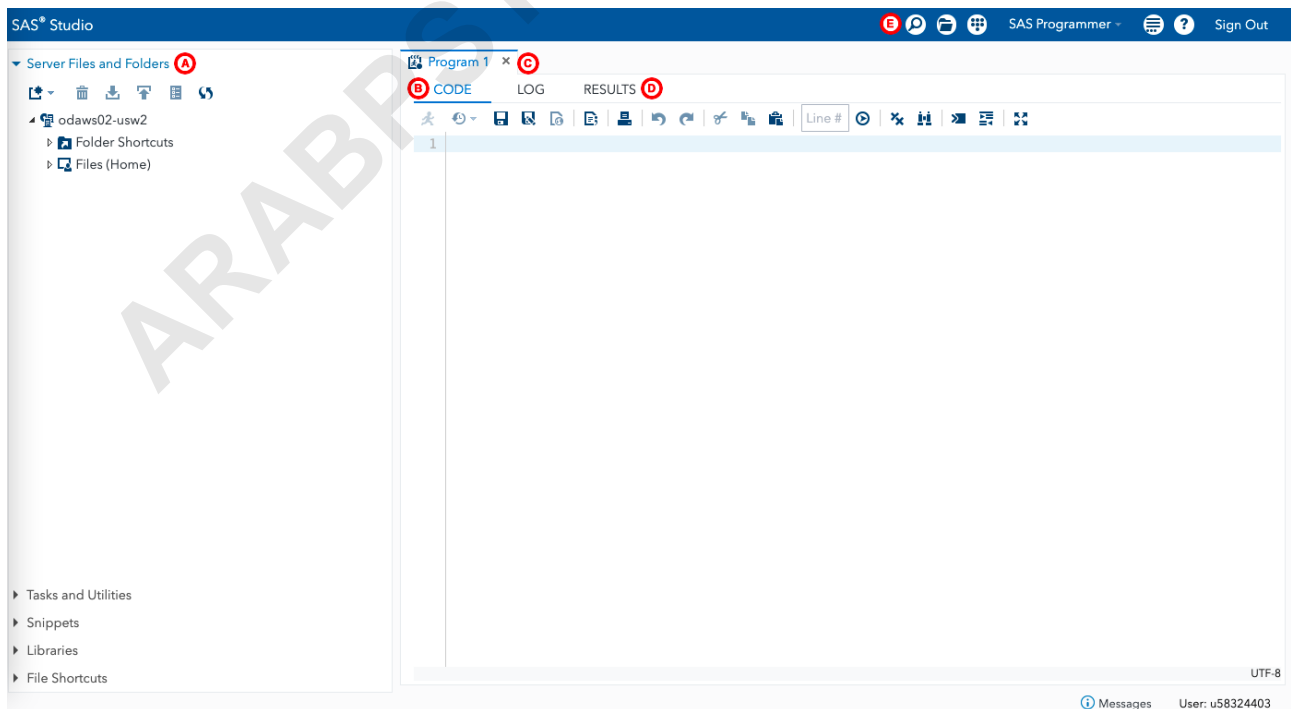 SAS® Studio
E
SAS Programmer
?
Sign Out
Server Files and Folders A
odaws02-usw2
Folder Shortcuts
Files (Home)
Tasks and Utilities
Snippets
Libraries
File Shortcuts
Program 1 × C
B CODE LOG RESULTS D
Line #
1
UTF-8
Messages User: u58324403